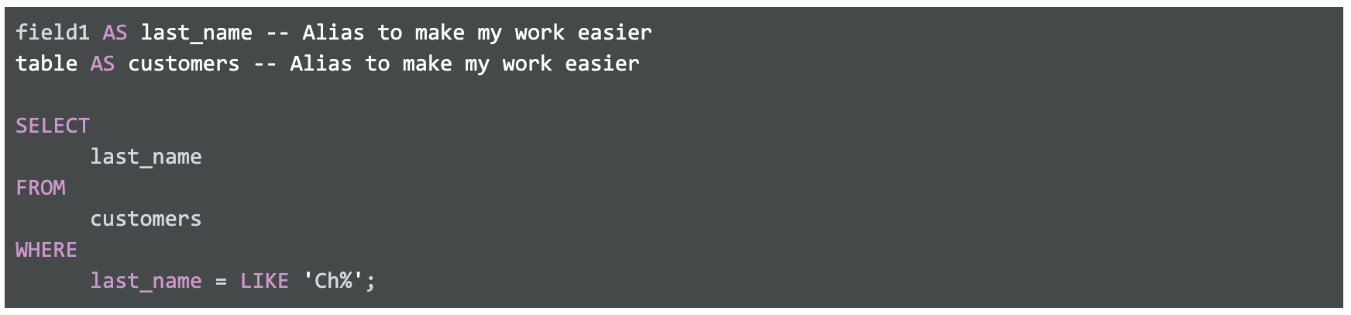 field1 AS last_name -- Alias to make my work easier
table AS customers -- Alias to make my work easier
SELECT
last_name
FROM
customers
WHERE
last_name = LIKE 'Ch%';